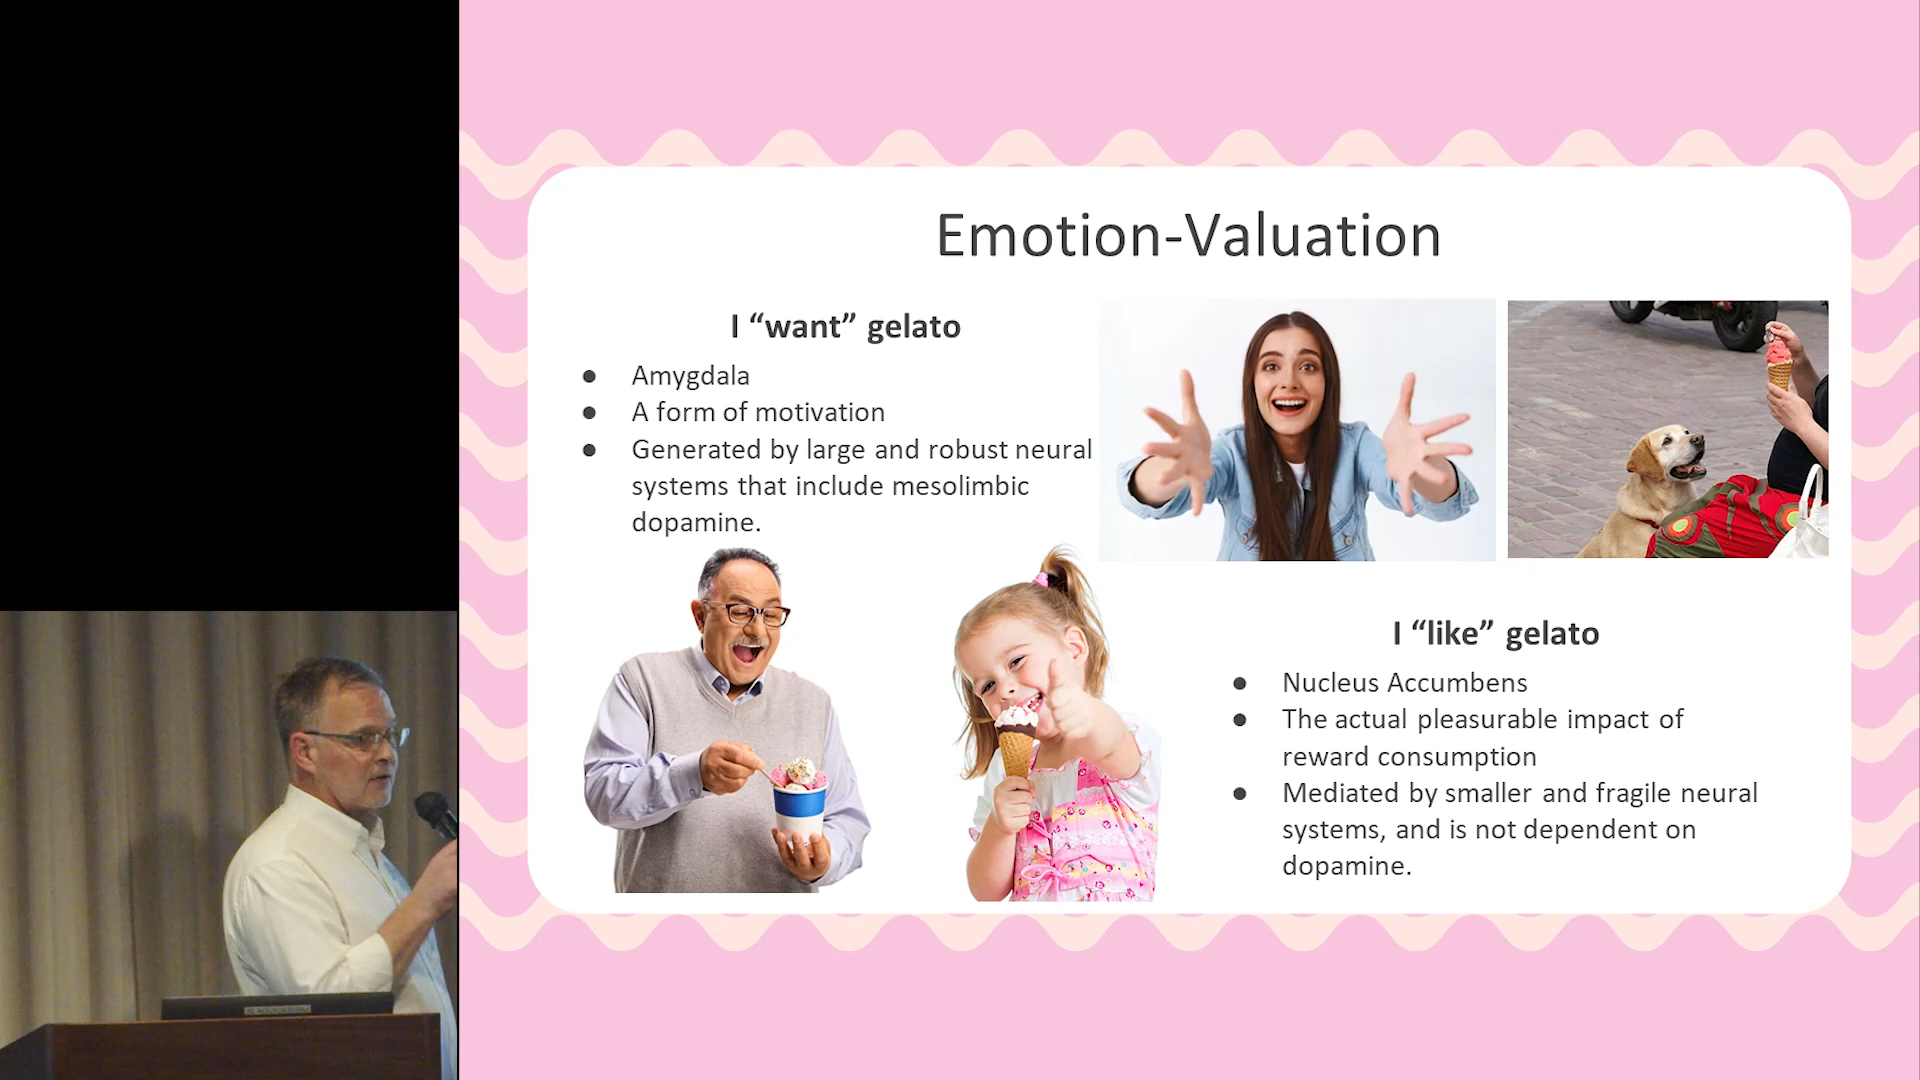 Emotion-Valuation
I “want” gelato
● Amygdala
● A form of motivation
● Generated by large and robust neural
systems that include mesolimbic
dopamine.
I “like” gelato
● Nucleus Accumbens
● The actual pleasurable impact of
reward consumption
● Mediated by smaller and fragile neural
systems, and is not dependent on
dopamine.